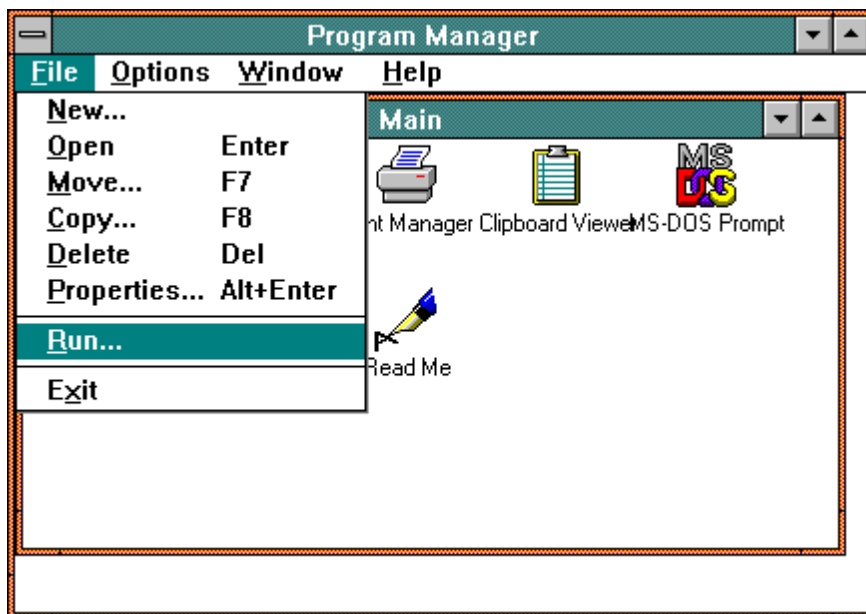 Program Manager
File Options Window Help
New...
Open Enter
Move... F7
Copy... F8
Delete Del
Properties... Alt+Enter
Run...
Exit
Main
MS
DOS
nt Manager Clipboard Viewer MS-DOS Prompt
Read Me